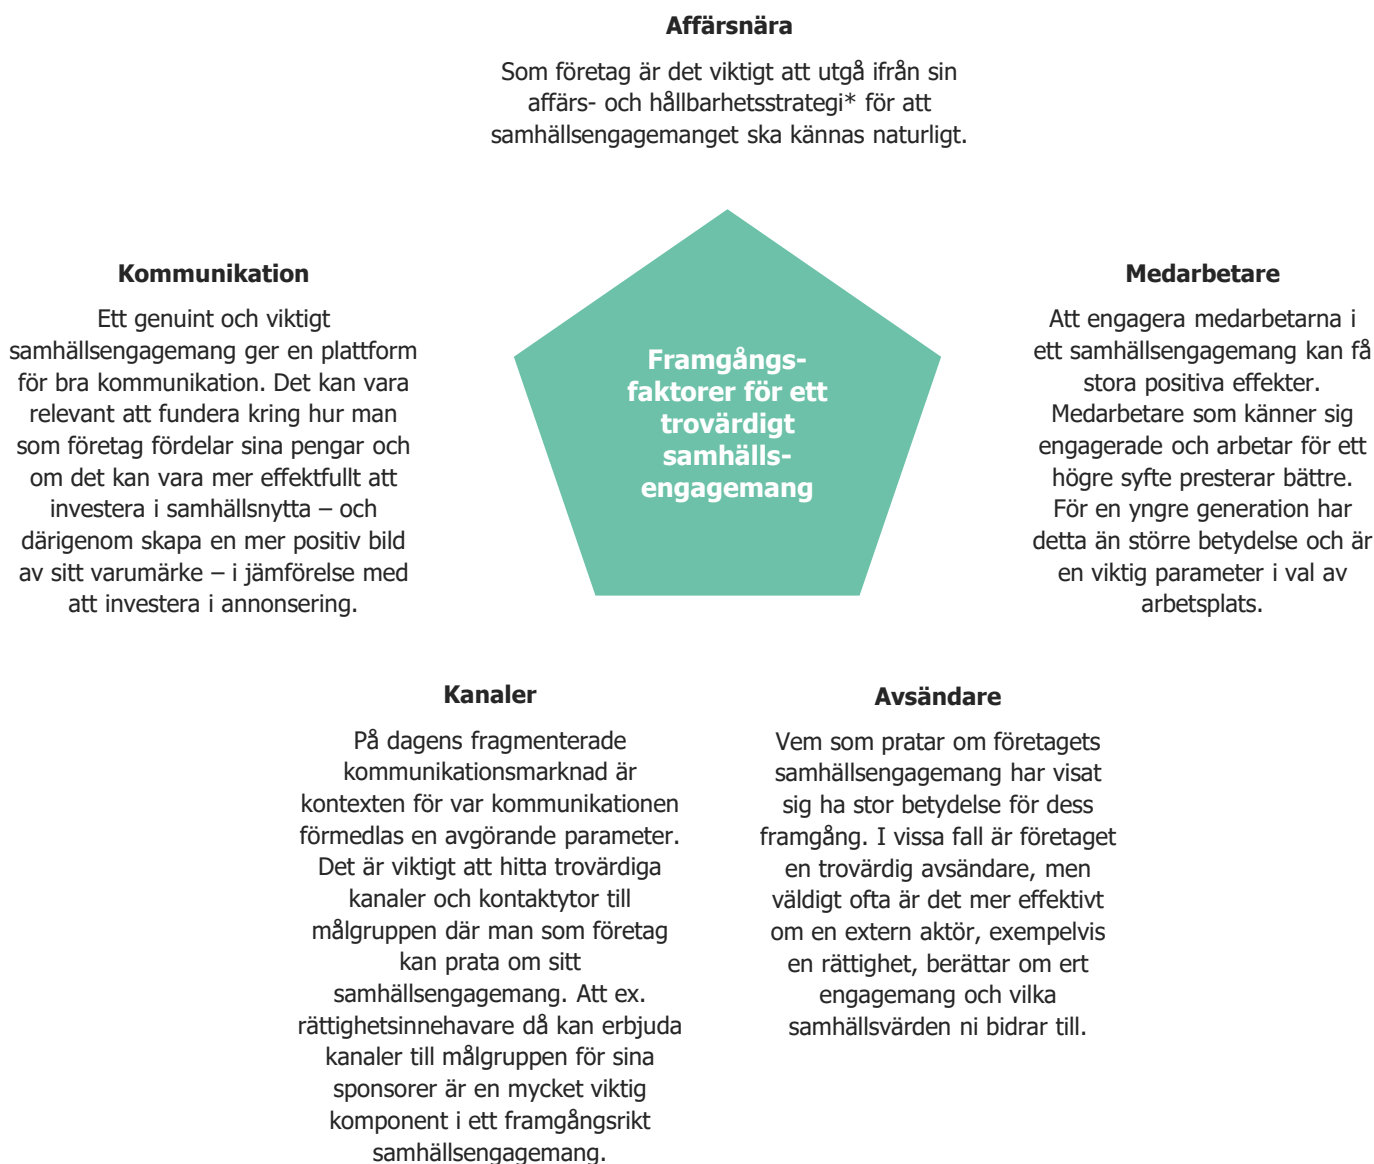 Affärsnära
Som företag är det viktigt att utgå ifrån sin
affärs- och hållbarhetsstrategi* för att
samhällsengagemanget ska kännas naturligt.
Kommunikation
Ett genuint och viktigt
samhällsengagemang ger en plattform
för bra kommunikation. Det kan vara
relevant att fundera kring hur man
som företag fördelar sina pengar och
om det kan vara mer effektfullt att
investera i samhällsnytta – och
därigenom skapa en mer positiv bild
av sitt varumärke – i jämförelse med
att investera i annonsering.
Framgångs-
faktorer för ett
trovärdigt
samhälls-
engagemang
Medarbetare
Att engagera medarbetarna i
ett samhällsengagemang kan få
stora positiva effekter.
Medarbetare som känner sig
engagerade och arbetar för ett
högre syfte presterar bättre.
För en yngre generation har
detta än större betydelse och är
en viktig parameter i val av
arbetsplats.
Kanaler
På dagens fragmenterade
kommunikationsmarknad är
kontexten för var kommunikationen
förmedlas en avgörande parameter.
Det är viktigt att hitta trovärdiga
kanaler och kontaktytor till
målgruppen där man som företag
kan prata om sitt
samhällsengagemang. Att ex.
rättighetsinnehavare då kan erbjuda
kanaler till målgruppen för sina
sponsorer är en mycket viktig
komponent i ett framgångsrikt
samhällsengagemang.
Avsändare
Vem som pratar om företagets
samhällsengagemang har visat
sig ha stor betydelse för dess
framgång. I vissa fall är företaget
en trovärdig avsändare, men
väldigt ofta är det mer effektivt
om en extern aktör, exempelvis
en rättighet, berättar om ert
engagemang och vilka
samhällsvärden ni bidrar till.